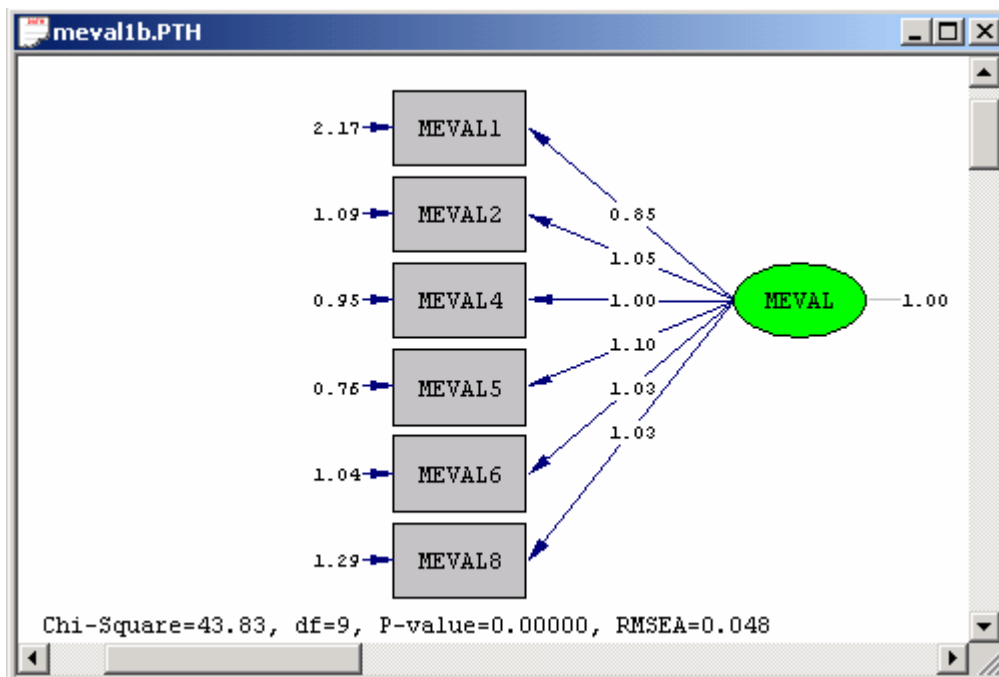 meval1b.PTH
2.17 MEVAL1
0.85
1.09 MEVAL2
1.05
0.95 MEVAL4 1.00 MEVAL 1.00
1.10
0.76 MEVAL5 1.03
1.03
1.04 MEVAL6
1.29 MEVAL8
Chi-Square=43.83, df=9, P-value=0.00000, RMSEA=0.048